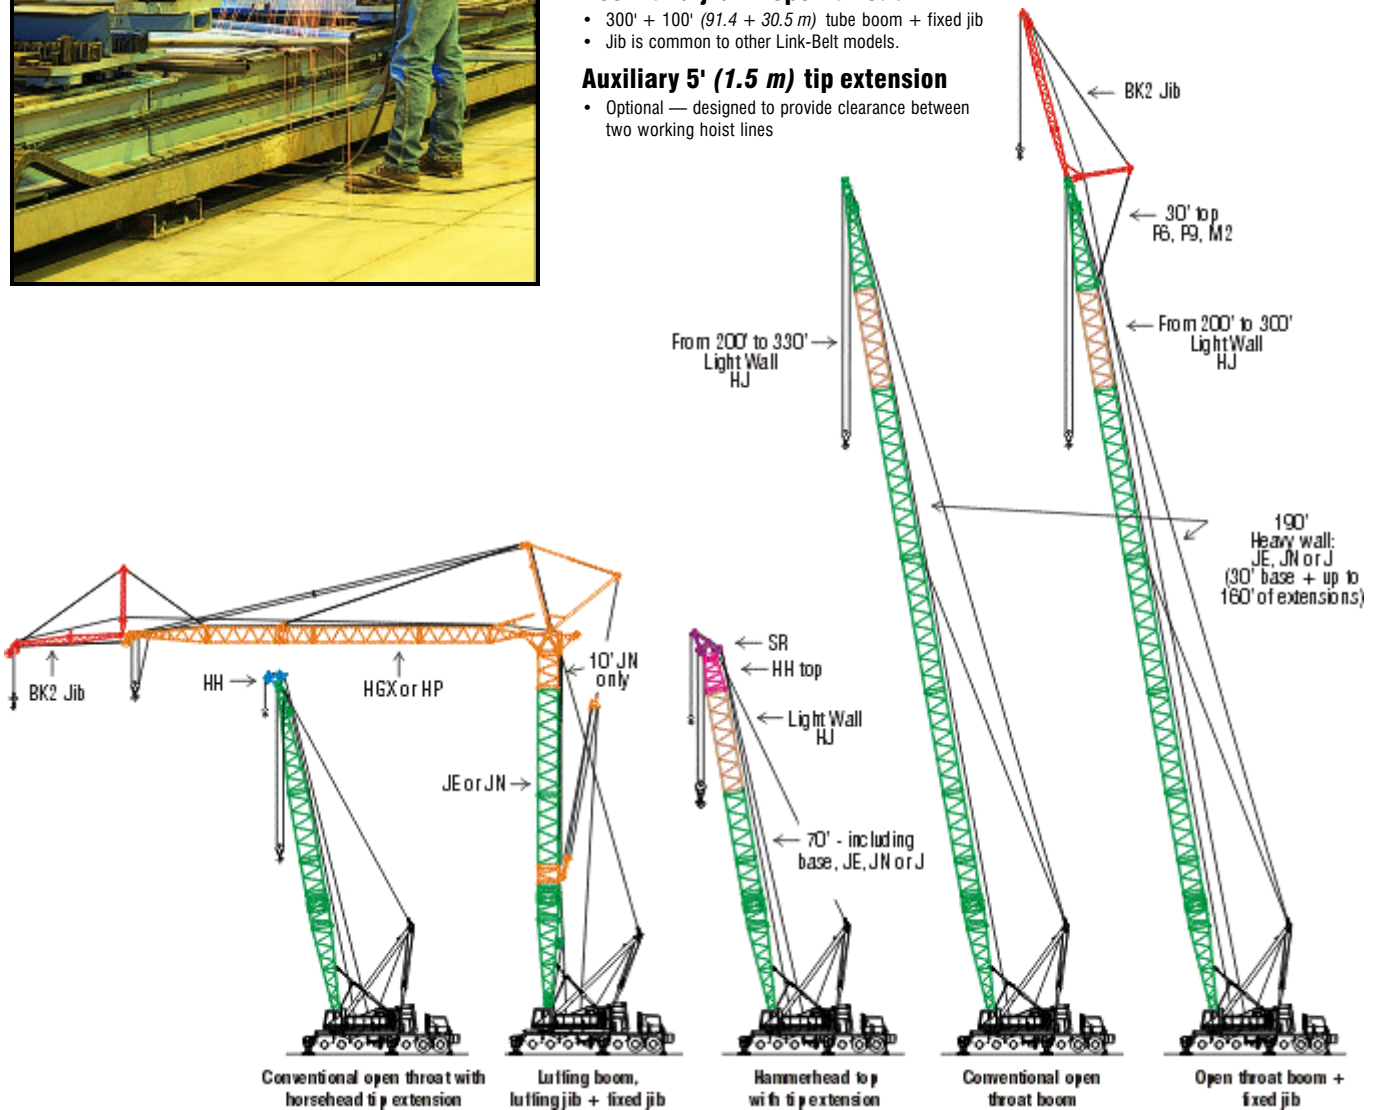 • 300' + 100' (91.4 + 30.5 m) tube boom + fixed jib
• Jib is common to other Link-Belt models.
Auxiliary 5' (1.5 m) tip extension
• Optional — designed to provide clearance between
two working hoist lines
BK2 Jib
30' top
F6, F9, M2
From 200' to 330'
Light Wall
HJ
From 200' to 300'
Light Wall
HJ
190'
Heavy wall:
JE, JN or J
(30' base + up to
160' of extensions)
BK2 Jib
HH
HGX or HP
10' JN
only
JE or JN
SR
HH top
Light Wall
HJ
70' - including
base, JE, JN or J
Conventional open throat with
horsehead tip extension
Luffing boom,
luffing jib + fixed jib
Hammerhead top
with tip extension
Conventional open
throat boom
Open throat boom +
fixed jib